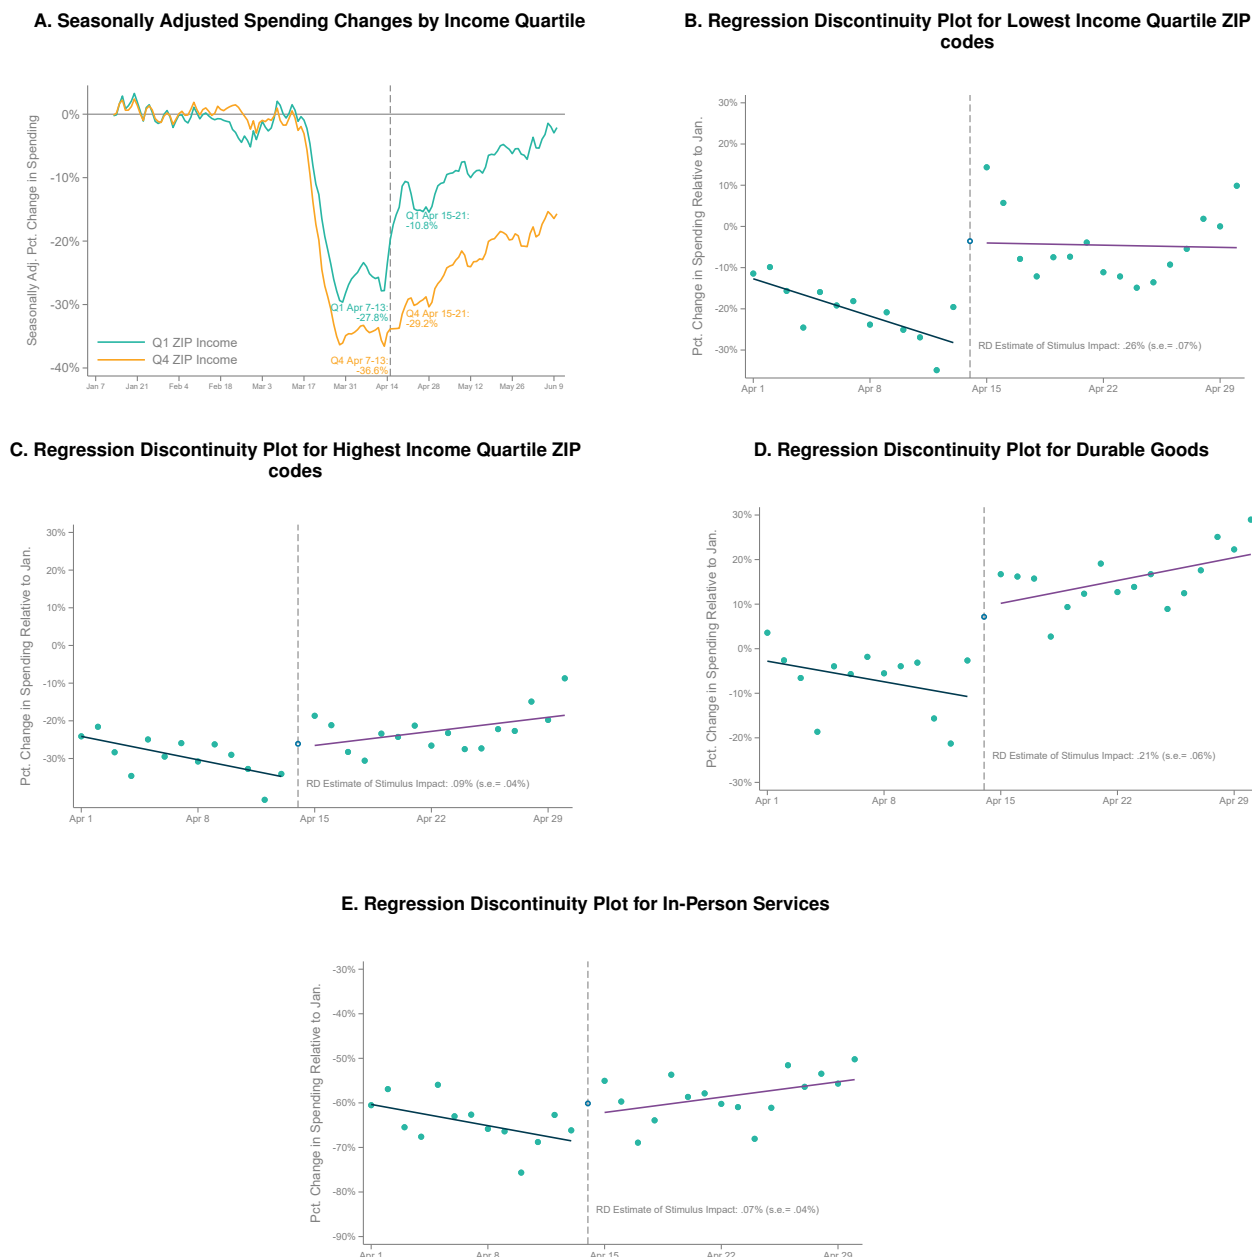 A. Seasonally Adjusted Spending Changes by Income Quartile
Seasonally Adj. Pct. Change in Spending
0%
-10%
-20%
-30%
-40%
Q1 Apr 15-21:
-10.8%
Q1 Apr 7-13:
-27.8%
Q4 Apr 15-21:
-29.2%
Q4 Apr 7-13:
-36.6%
Q1 ZIP Income
Q4 ZIP Income
Jan 7 Jan 21 Feb 4 Feb 18 Mar 3 Mar 17 Mar 31 Apr 14 Apr 28 May 12 May 26 Jun 9
B. Regression Discontinuity Plot for Lowest Income Quartile ZIP
codes
Pct. Change in Spending Relative to Jan.
30%
20%
10%
0%
-10%
-20%
-30%
RD Estimate of Stimulus Impact: .26% (s.e.= .07%)
Apr 1 Apr 8 Apr 15 Apr 22 Apr 29
C. Regression Discontinuity Plot for Highest Income Quartile ZIP
codes
Pct. Change in Spending Relative to Jan.
30%
20%
10%
0%
-10%
-20%
-30%
RD Estimate of Stimulus Impact: .09% (s.e.= .04%)
Apr 1 Apr 8 Apr 15 Apr 22 Apr 29
D. Regression Discontinuity Plot for Durable Goods
Pct. Change in Spending Relative to Jan.
30%
20%
10%
0%
-10%
-20%
-30%
RD Estimate of Stimulus Impact: .21% (s.e.= .06%)
Apr 1 Apr 8 Apr 15 Apr 22 Apr 29
E. Regression Discontinuity Plot for In-Person Services
Pct. Change in Spending Relative to Jan.
-30%
-40%
-50%
-60%
-70%
-80%
-90%
RD Estimate of Stimulus Impact: .07% (s.e.= .04%)
Apr 1 Apr 8 Apr 15 Apr 22 Apr 29